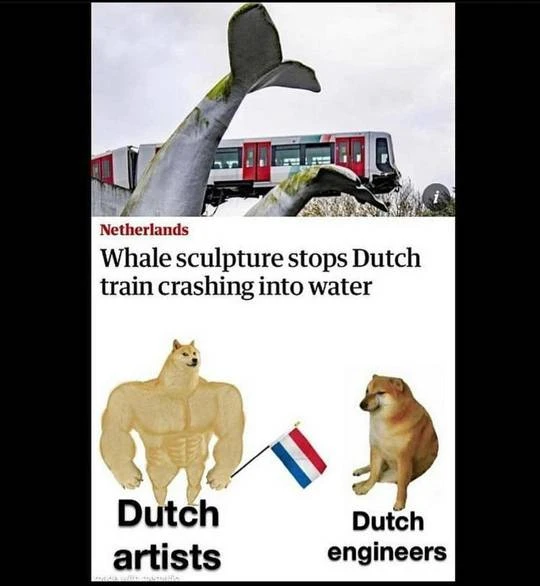 Netherlands
Whale sculpture stops Dutch
train crashing into water
Dutch
artists
Dutch
engineers